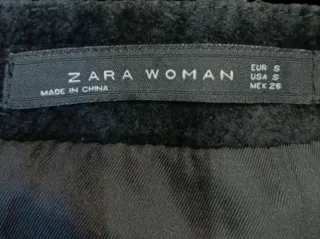 ZARA WOMAN
MADE IN CHINA
EUR S
USA S
MEX 26